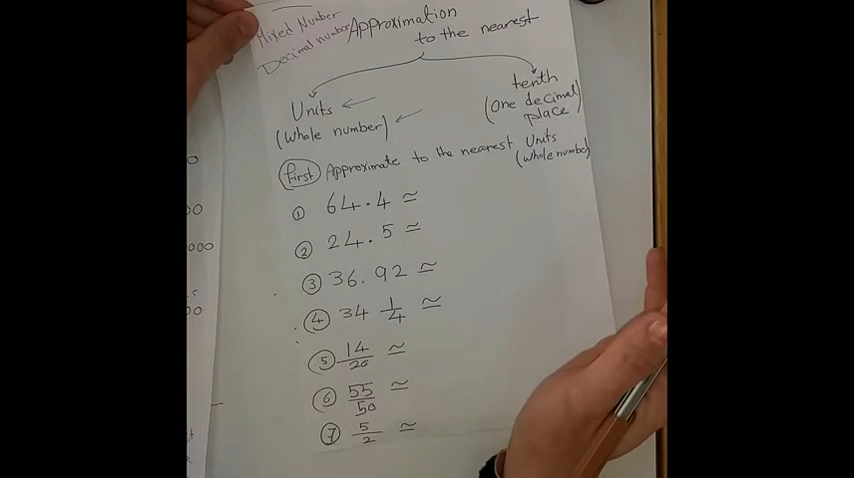 Mixed Number
Decimal number
Approximation
to the nearest
Units
(Whole number)
tenth
(One decimal
place)
First Approximate to the nearest Units
(Whole number)
① 64.4 ≃
② 24.5 ≃
③ 36.92 ≃
④ 34 1/4 ≃
⑤ 14/20 ≃
⑥ 55/50 ≃
⑦ 5/2 ≃
000